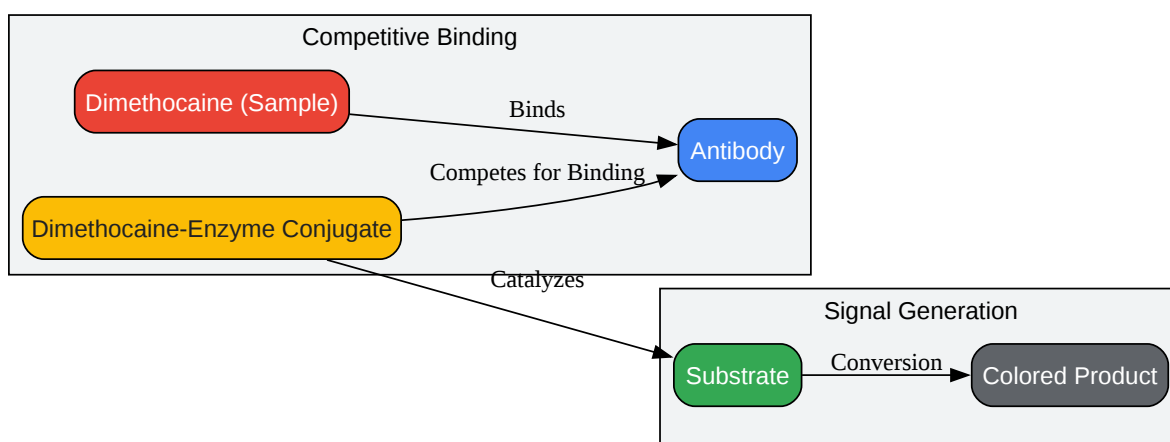 Competitive Binding
Dimethocaine (Sample)
Binds
Antibody
Competes for Binding
Dimethocaine-Enzyme Conjugate
Catalyzes
Signal Generation
Substrate
Conversion
Colored Product